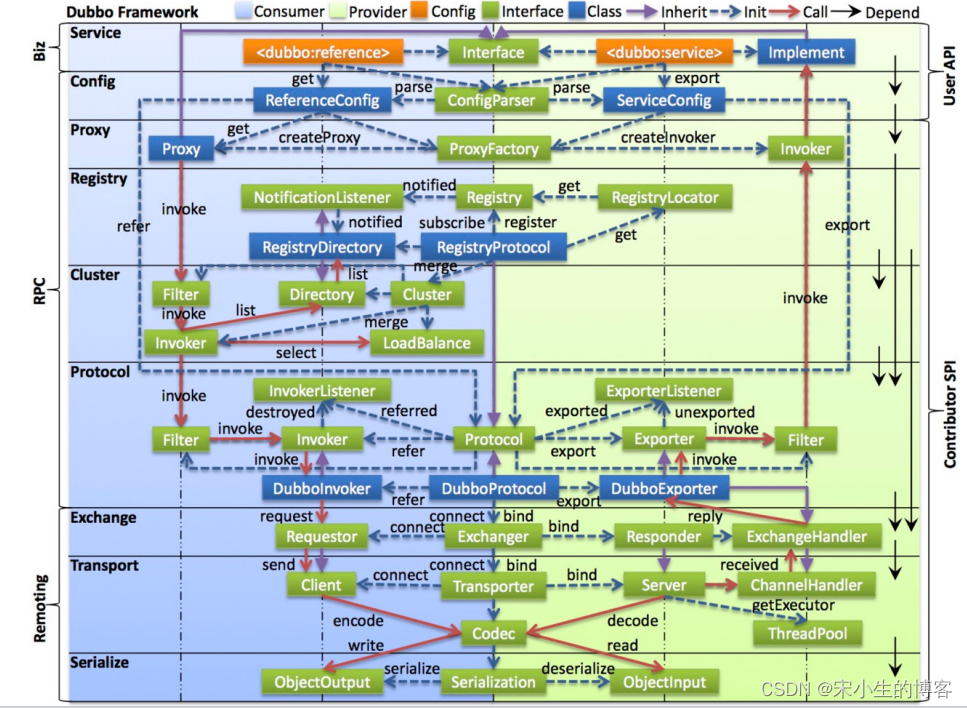 Dubbo Framework Consumer Provider Config Interface Class Inherit Init Call Depend
Service
Biz
<dubbo:reference> Interface <dubbo:service> Implement
User API
Config
get parse parse export
ReferenceConfig ConfigParser ServiceConfig
Proxy
get createProxy createInvoker
Proxy ProxyFactory Invoker
Registry
notified get
NotificationListener Registry RegistryLocator
invoke notified subscribe register
refer get export
RegistryDirectory RegistryProtocol
RPC
Cluster
list merge
Filter Directory Cluster
invoke list merge invoke
Invoker LoadBalance
select
Contributor SPI
Protocol
invoke
InvokerListener ExporterListener
destroyed referred exported unexported
invoke invoke
Filter Invoker Protocol Exporter Filter
refer export
invoke invoke
DubboInvoker DubboProtocol DubboExporter
refer export
Exchange
request connect bind reply
connect bind
Requestor Exchanger Responder ExchangeHandler
Remoting
Transport
send connect bind received
connect bind
Client Transporter Server ChannelHandler
getExecutor
encode decode
Codec ThreadPool
write read
Serialize
serialize deserialize
ObjectOutput Serialization ObjectInput
CSDN @宋小生的博客